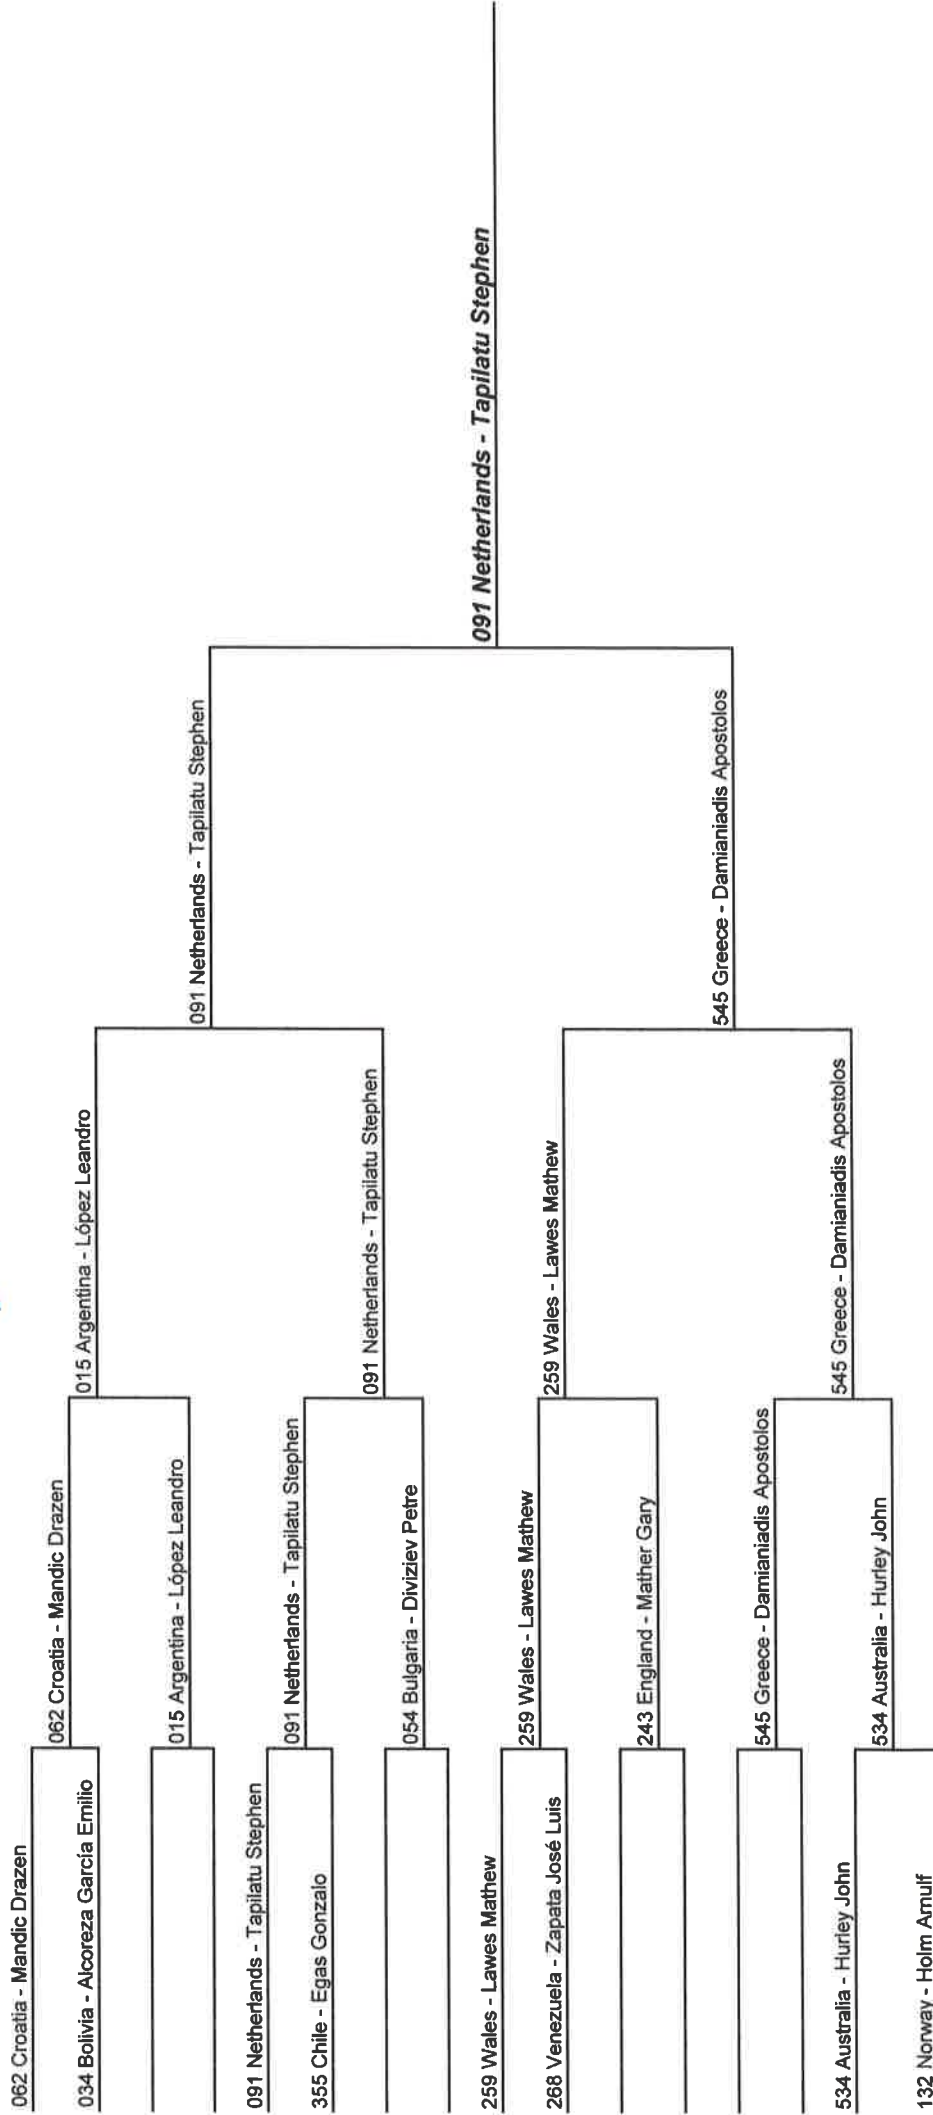 062 Croatia - Mandic Drazen
034 Bolivia - Alcoreza García Emilio
091 Netherlands - Tapilatu Stephen
355 Chile - Egas Gonzalo
259 Wales - Lawes Mathew
268 Venezuela - Zapata José Luis
534 Australia - Hurley John
132 Norway - Holm Arnulf
062 Croatia - Mandic Drazen
015 Argentina - López Leandro
091 Netherlands - Tapilatu Stephen
054 Bulgaria - Diviziev Petre
259 Wales - Lawes Mathew
243 England - Mather Gary
545 Greece - Damianiadis Apostolos
534 Australia - Hurley John
015 Argentina - López Leandro
091 Netherlands - Tapilatu Stephen
259 Wales - Lawes Mathew
545 Greece - Damianiadis Apostolos
091 Netherlands - Tapilatu Stephen
545 Greece - Damianiadis Apostolos
091 Netherlands - Tapilatu Stephen